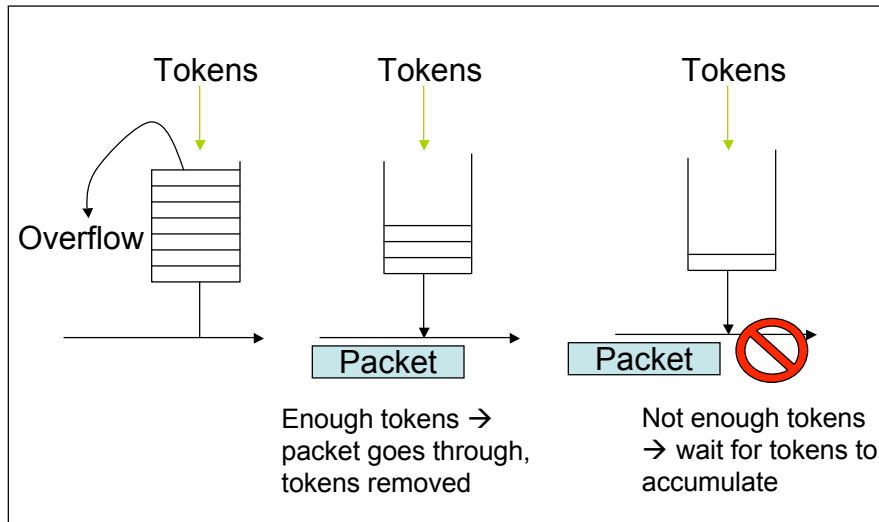 Tokens
Tokens
Tokens
Overflow
Packet
Packet
Enough tokens →
packet goes through,
tokens removed
Not enough tokens
→ wait for tokens to
accumulate